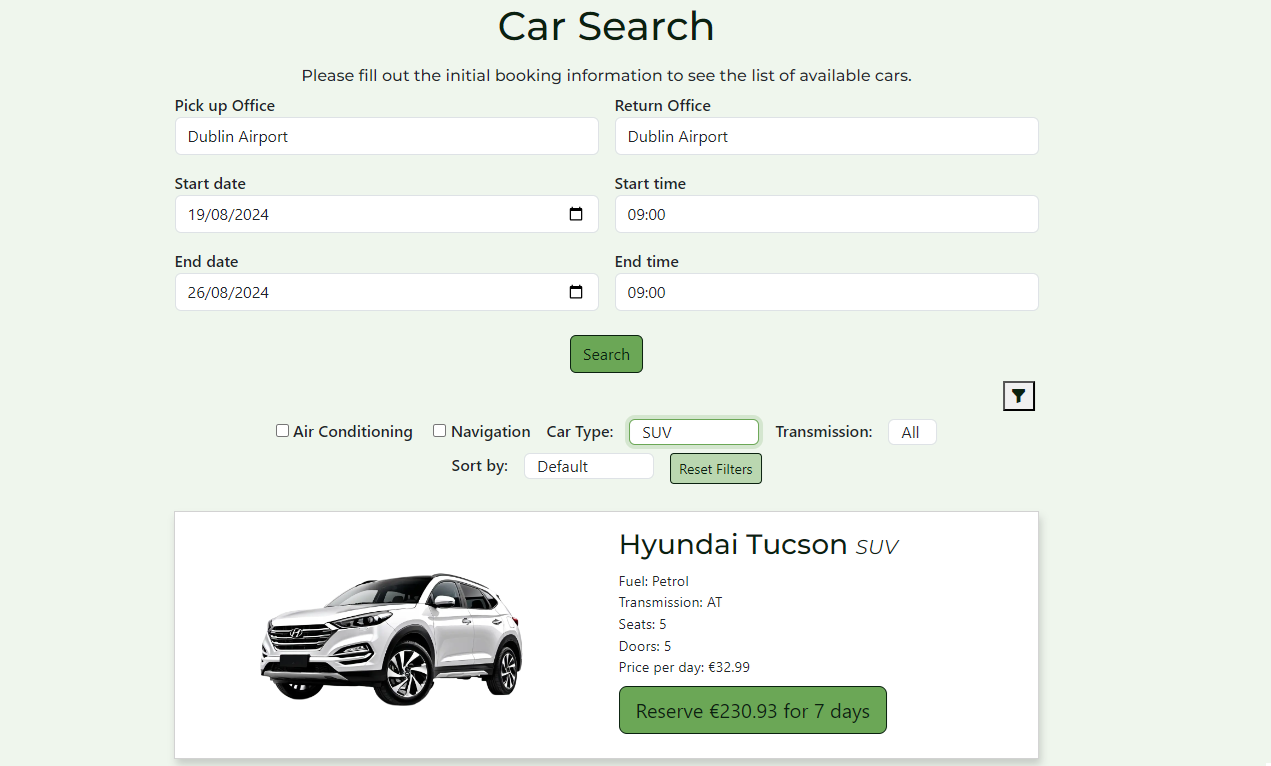 Car Search
Please fill out the initial booking information to see the list of available cars.
Pick up Office Return Office
Dublin Airport Dublin Airport
Start date Start time
19/08/2024 09:00
End date End time
26/08/2024 09:00
Search
Air Conditioning Navigation Car Type: SUV Transmission: All
Sort by: Default Reset Filters
Hyundai Tucson SUV
Fuel: Petrol
Transmission: AT
Seats: 5
Doors: 5
Price per day: €32.99
Reserve €230.93 for 7 days